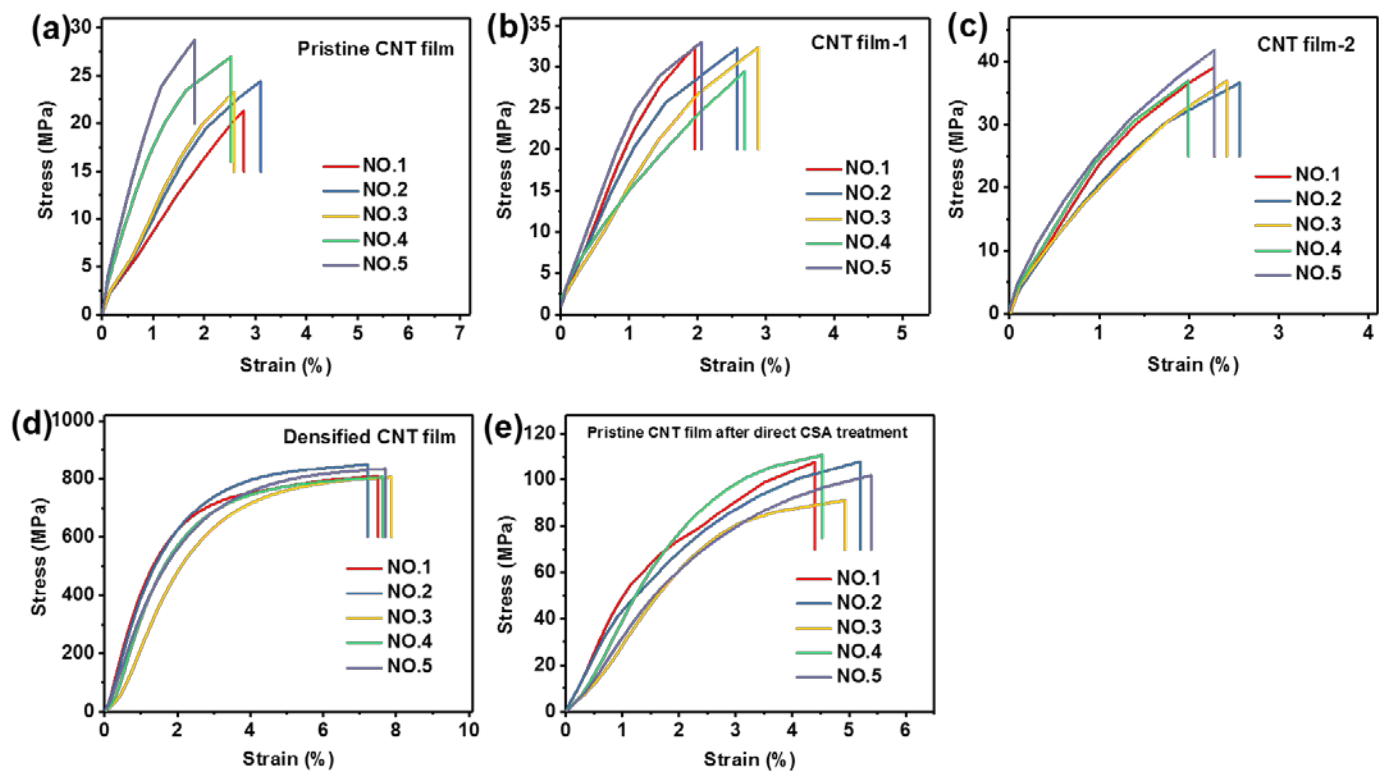 (a)
Pristine CNT film
Stress (MPa)
30
25
20
15
10
5
0
NO.1
NO.2
NO.3
NO.4
NO.5
0 1 2 3 4 5 6 7
Strain (%)
(b)
CNT film-1
Stress (MPa)
35
30
25
20
15
10
5
0
NO.1
NO.2
NO.3
NO.4
NO.5
0 1 2 3 4 5
Strain (%)
(c)
CNT film-2
Stress (MPa)
40
30
20
10
0
NO.1
NO.2
NO.3
NO.4
NO.5
0 1 2 3 4
Strain (%)
(d)
Densified CNT film
Stress (MPa)
1000
800
600
400
200
0
NO.1
NO.2
NO.3
NO.4
NO.5
0 2 4 6 8 10
Strain (%)
(e)
Pristine CNT film after direct CSA treatment
Stress (MPa)
120
100
80
60
40
20
0
NO.1
NO.2
NO.3
NO.4
NO.5
0 1 2 3 4 5 6
Strain (%)